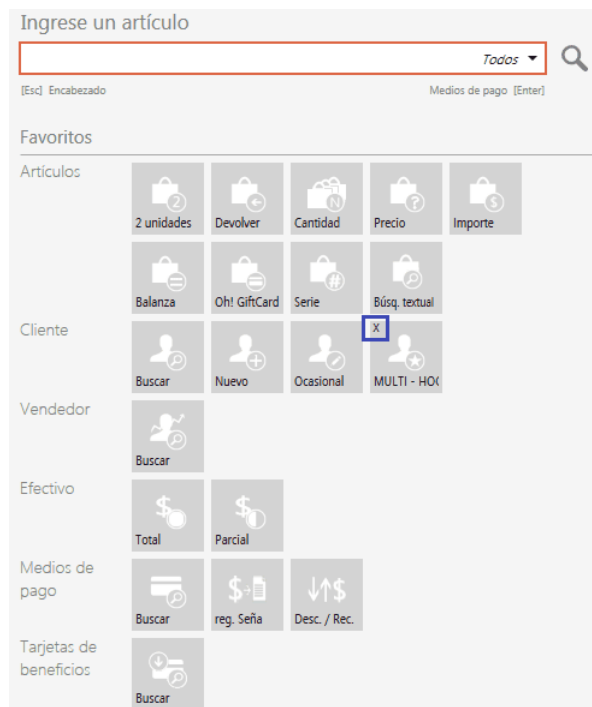 Ingrese un artículo
Todos
[Esc] Encabezado Medios de pago [Enter]
Favoritos
Artículos
2 unidades Devolver Cantidad Precio Importe
Balanza Oh! GiftCard Serie Búsq. textual
Cliente
X
Buscar Nuevo Ocasional MULTI - HO(
Vendedor
Buscar
Efectivo
Total Parcial
Medios de
pago
Buscar reg. Seña Desc. / Rec.
Tarjetas de
beneficios
Buscar